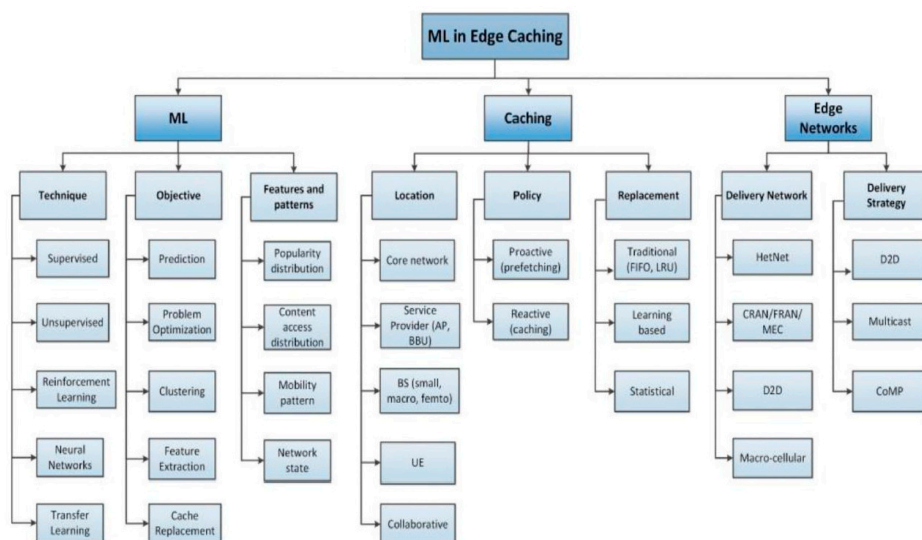 ML in Edge Caching
ML
Caching
Edge
Networks
Technique
Objective
Features and
patterns
Location
Policy
Replacement
Delivery Network
Delivery
Strategy
Supervised
Unsupervised
Reinforcement
Learning
Neural
Networks
Transfer
Learning
Prediction
Problem
Optimization
Clustering
Feature
Extraction
Cache
Replacement
Popularity
distribution
Content
access
distribution
Mobility
pattern
Network
state
Core network
Service
Provider (AP,
BBU)
BS (small,
macro, femto)
UE
Collaborative
Proactive
(prefetching)
Reactive
(caching)
Traditional
(FIFO, LRU)
Learning
based
Statistical
HetNet
CRAN/FRAN/
MEC
D2D
Macro-cellular
D2D
Multicast
CoMP